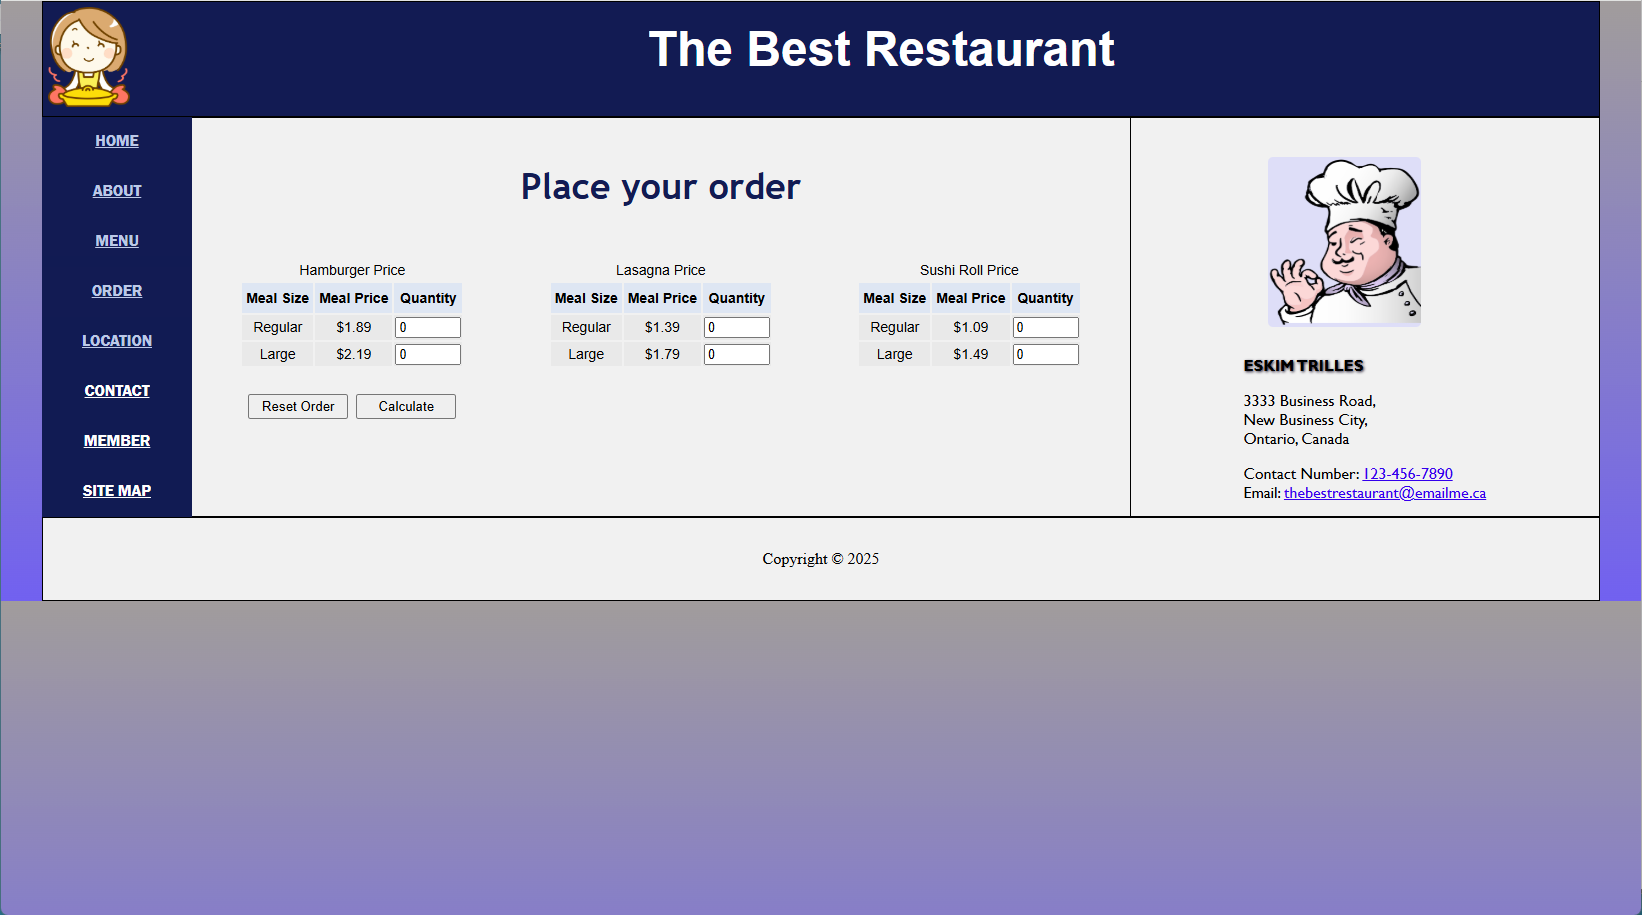 The Best Restaurant
HOME
ABOUT
MENU
ORDER
LOCATION
CONTACT
MEMBER
SITE MAP
Place your order
Hamburger Price
Meal Size Meal Price Quantity
Regular $1.89 0
Large $2.19 0
Lasagna Price
Meal Size Meal Price Quantity
Regular $1.39 0
Large $1.79 0
Sushi Roll Price
Meal Size Meal Price Quantity
Regular $1.09 0
Large $1.49 0
Reset Order Calculate
ESKIM TRILLES
3333 Business Road,
New Business City,
Ontario, Canada
Contact Number: 123-456-7890
Email: thebestrestaurant@emailme.ca
Copyright © 2025